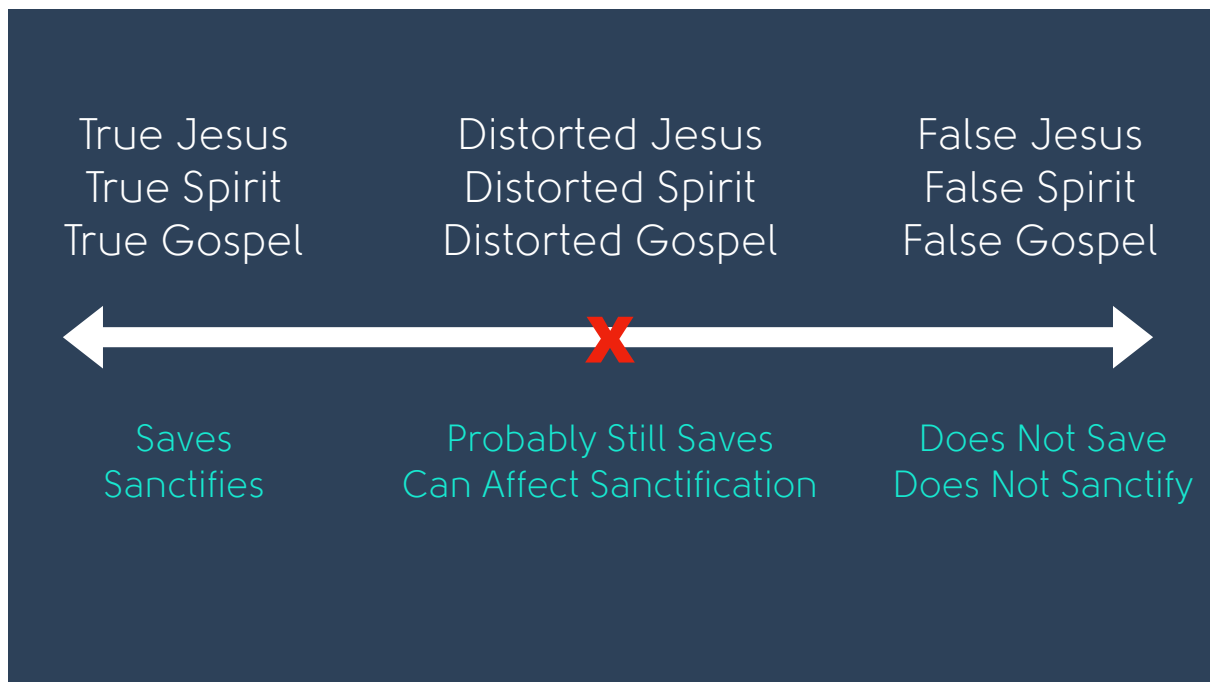 True Jesus
True Spirit
True Gospel
Distorted Jesus
Distorted Spirit
Distorted Gospel
False Jesus
False Spirit
False Gospel
X
Saves
Sanctifies
Probably Still Saves
Can Affect Sanctification
Does Not Save
Does Not Sanctify